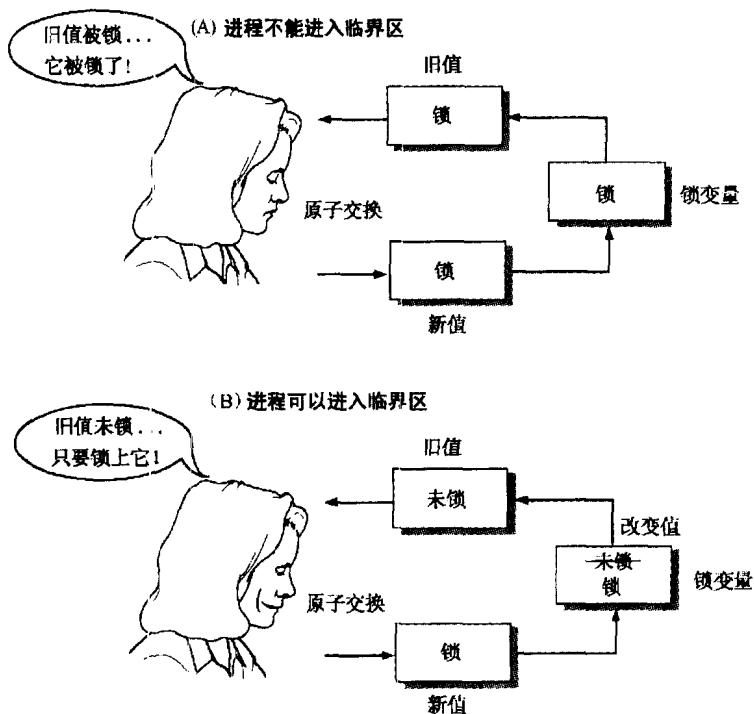 (A) 进程不能进入临界区
旧值被锁...
它被锁了!
旧值
锁
锁
锁变量
原子交换
锁
新值
(B) 进程可以进入临界区
旧值未锁...
只要锁上它!
旧值
未锁
改变值
未锁
锁
锁变量
原子交换
锁
新值